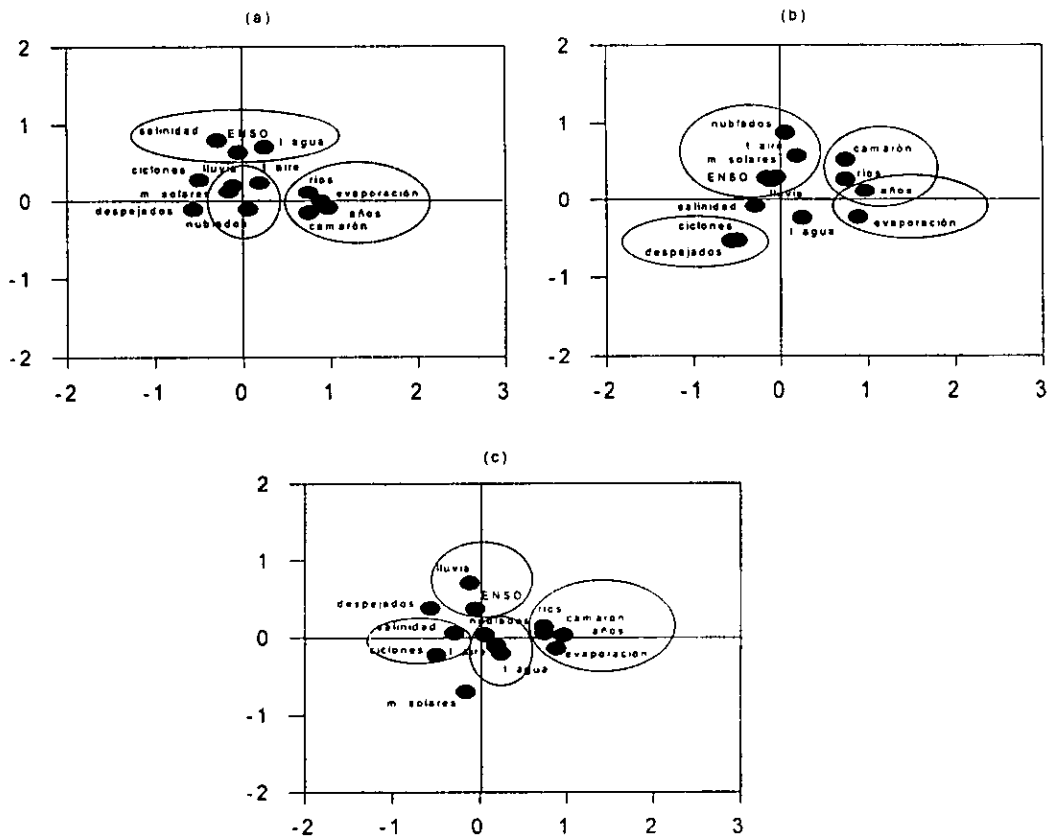 (a)
2
1
0
-1
-2
-2
-1
0
1
2
3
salinidad
ENSO
t agua
ciclones
lluvia
t aire
m solares
despejados
nublados
ríos
evaporación
años
camarón
(b)
2
1
0
-1
-2
-2
-1
0
1
2
3
nublados
t aire
m solares
ENSO
lluvia
salinidad
ciclones
despejados
t agua
camarón
ríos
años
evaporación
(c)
2
1
0
-1
-2
-2
-1
0
1
2
3
lluvia
ENSO
despejados
nublados
salinidad
ciclones
t aire
t agua
m solares
ríos
camarón
años
evaporación